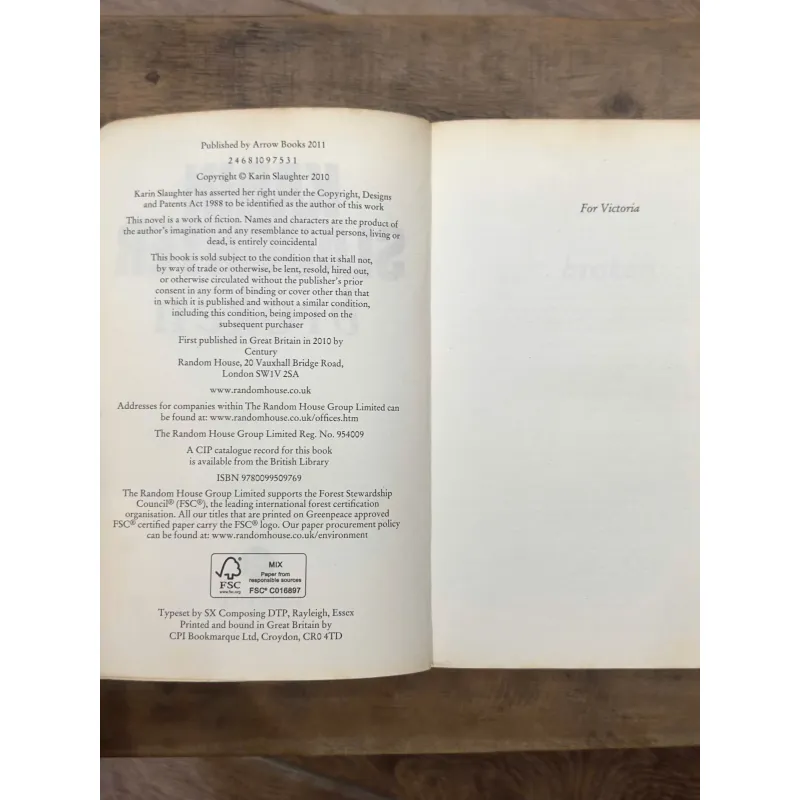 Published by Arrow Books 2011
2 4 6 8 10 9 7 5 3 1
Copyright © Karin Slaughter 2010
Karin Slaughter has asserted her right under the Copyright, Designs
and Patents Act 1988 to be identified as the author of this work
This novel is a work of fiction. Names and characters are the product of
the author's imagination and any resemblance to actual persons, living or
dead, is entirely coincidental
This book is sold subject to the condition that it shall not,
by way of trade or otherwise, be lent, resold, hired out,
or otherwise circulated without the publisher's prior
consent in any form of binding or cover other than that
in which it is published and without a similar condition,
including this condition, being imposed on the
subsequent purchaser
First published in Great Britain in 2010 by
Century
Random House, 20 Vauxhall Bridge Road,
London SW1V 2SA
www.randomhouse.co.uk
Addresses for companies within The Random House Group Limited can
be found at: www.randomhouse.co.uk/offices.htm
The Random House Group Limited Reg. No. 954009
A CIP catalogue record for this book
is available from the British Library
ISBN 9780099509769
The Random House Group Limited supports the Forest Stewardship
Council® (FSC®), the leading international forest certification
organisation. All our titles that are printed on Greenpeace approved
FSC® certified paper carry the FSC® logo. Our paper procurement policy
can be found at: www.randomhouse.co.uk/environment
FSC
www.fsc.org
MIX
Paper from
responsible sources
FSC® C016897
Typeset by SX Composing DTP, Rayleigh, Essex
Printed and bound in Great Britain by
CPI Bookmarque Ltd, Croydon, CR0 4TD
For Victoria